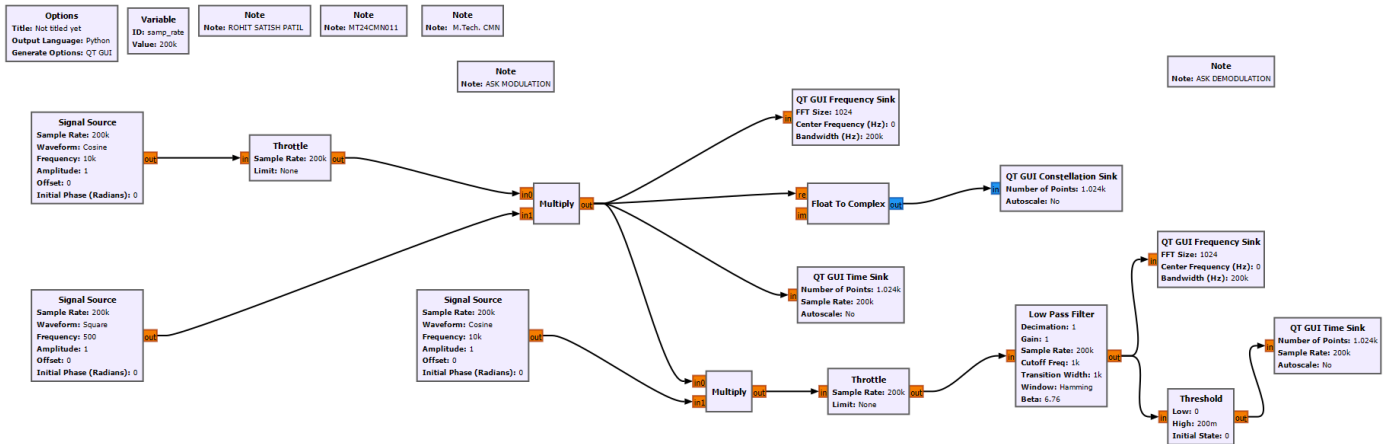 Options
Title: Not titled yet
Output Language: Python
Generate Options: QT GUI
Variable
ID: samp_rate
Value: 200k
Note
Note: ROHIT SATISH PATIL
Note
Note: MT24CMN011
Note
Note: M.Tech. CMN
Note
Note: ASK MODULATION
Note
Note: ASK DEMODULATION
Signal Source
Sample Rate: 200k
Waveform: Cosine
Frequency: 10k
Amplitude: 1
Offset: 0
Initial Phase (Radians): 0
out
in
Throttle
Sample Rate: 200k
Limit: None
out
in0
in1
Multiply
out
in
QT GUI Frequency Sink
FFT Size: 1024
Center Frequency (Hz): 0
Bandwidth (Hz): 200k
re
im
Float To Complex
out
in
QT GUI Constellation Sink
Number of Points: 1.024k
Autoscale: No
in
QT GUI Time Sink
Number of Points: 1.024k
Sample Rate: 200k
Autoscale: No
Signal Source
Sample Rate: 200k
Waveform: Square
Frequency: 500
Amplitude: 1
Offset: 0
Initial Phase (Radians): 0
out
Signal Source
Sample Rate: 200k
Waveform: Cosine
Frequency: 10k
Amplitude: 1
Offset: 0
Initial Phase (Radians): 0
out
in0
in1
Multiply
out
in
Throttle
Sample Rate: 200k
Limit: None
out
in
Low Pass Filter
Decimation: 1
Gain: 1
Sample Rate: 200k
Cutoff Freq: 1k
Transition Width: 1k
Window: Hamming
Beta: 6.76
out
in
QT GUI Frequency Sink
FFT Size: 1024
Center Frequency (Hz): 0
Bandwidth (Hz): 200k
in
Threshold
Low: 0
High: 200m
Initial State: 0
out
in
QT GUI Time Sink
Number of Points: 1.024k
Sample Rate: 200k
Autoscale: No